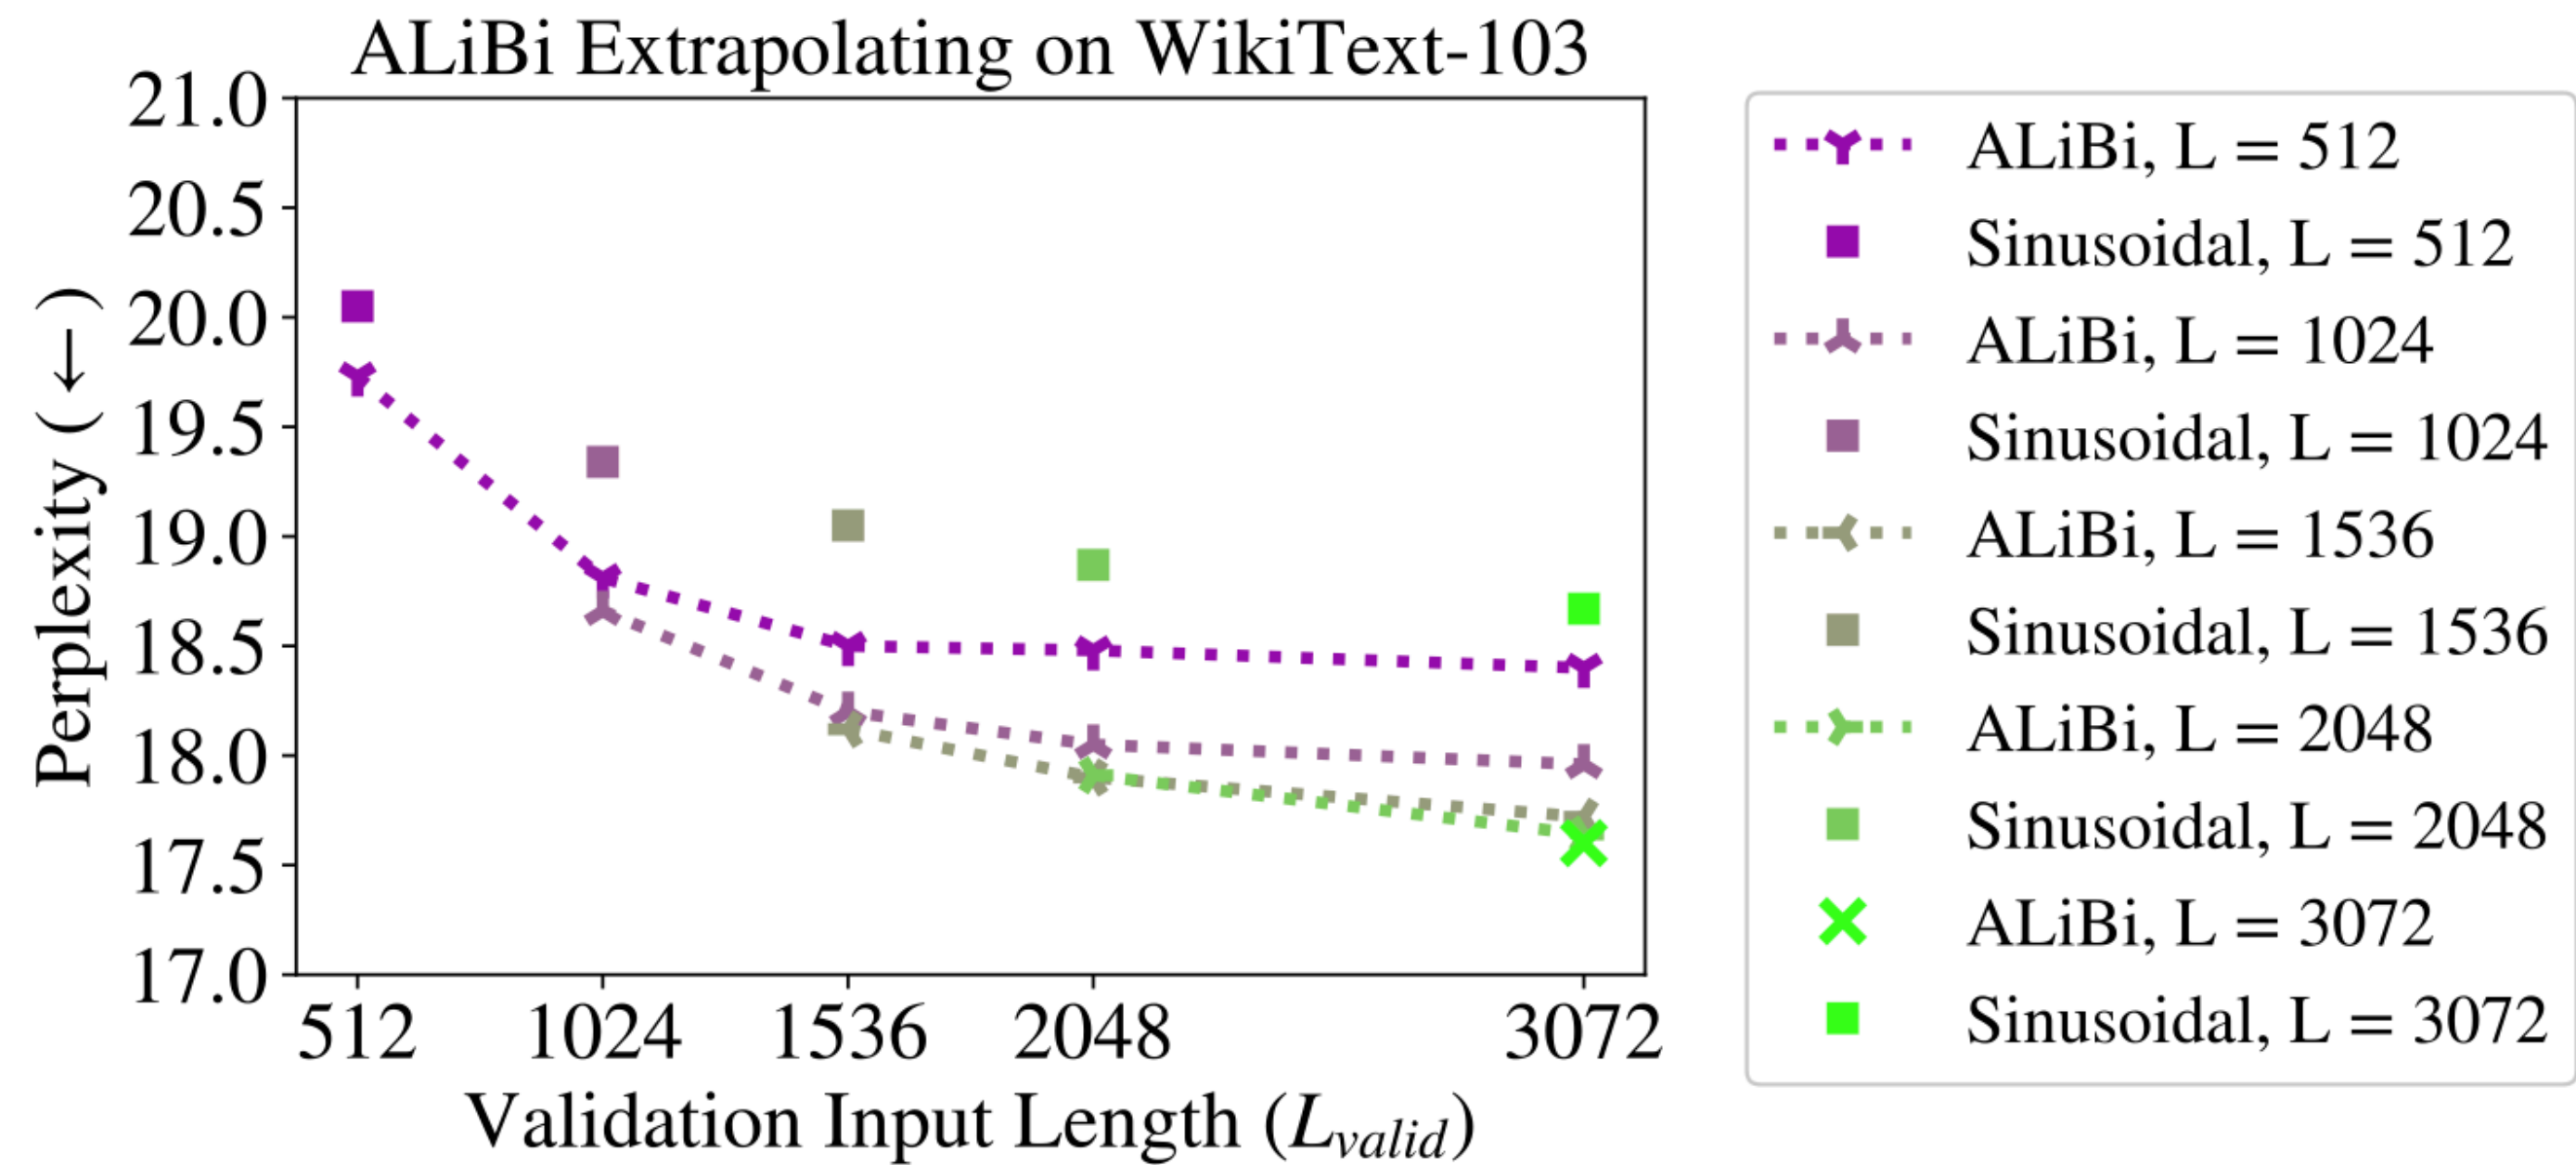 ALiBi Extrapolating on WikiText-103
21.0
20.5
20.0
19.5
19.0
18.5
18.0
17.5
17.0
Perplexity (←)
512 1024 1536 2048 3072
Validation Input Length (Lvalid)
ALiBi, L = 512
Sinusoidal, L = 512
ALiBi, L = 1024
Sinusoidal, L = 1024
ALiBi, L = 1536
Sinusoidal, L = 1536
ALiBi, L = 2048
Sinusoidal, L = 2048
ALiBi, L = 3072
Sinusoidal, L = 3072